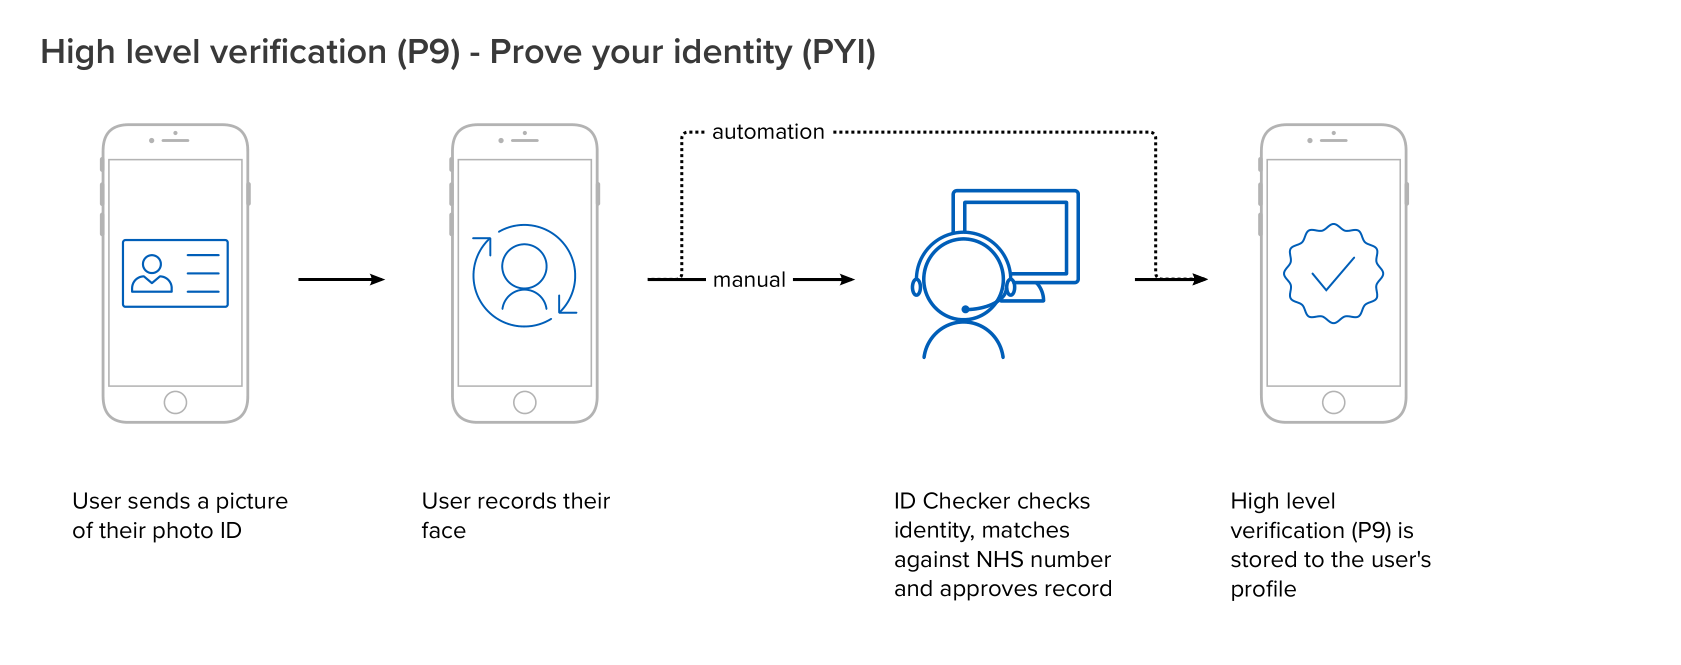 High level verification (P9) - Prove your identity (PYI)
automation
manual
User sends a picture
of their photo ID
User records their
face
ID Checker checks
identity, matches
against NHS number
and approves record
High level
verification (P9) is
stored to the user's
profile